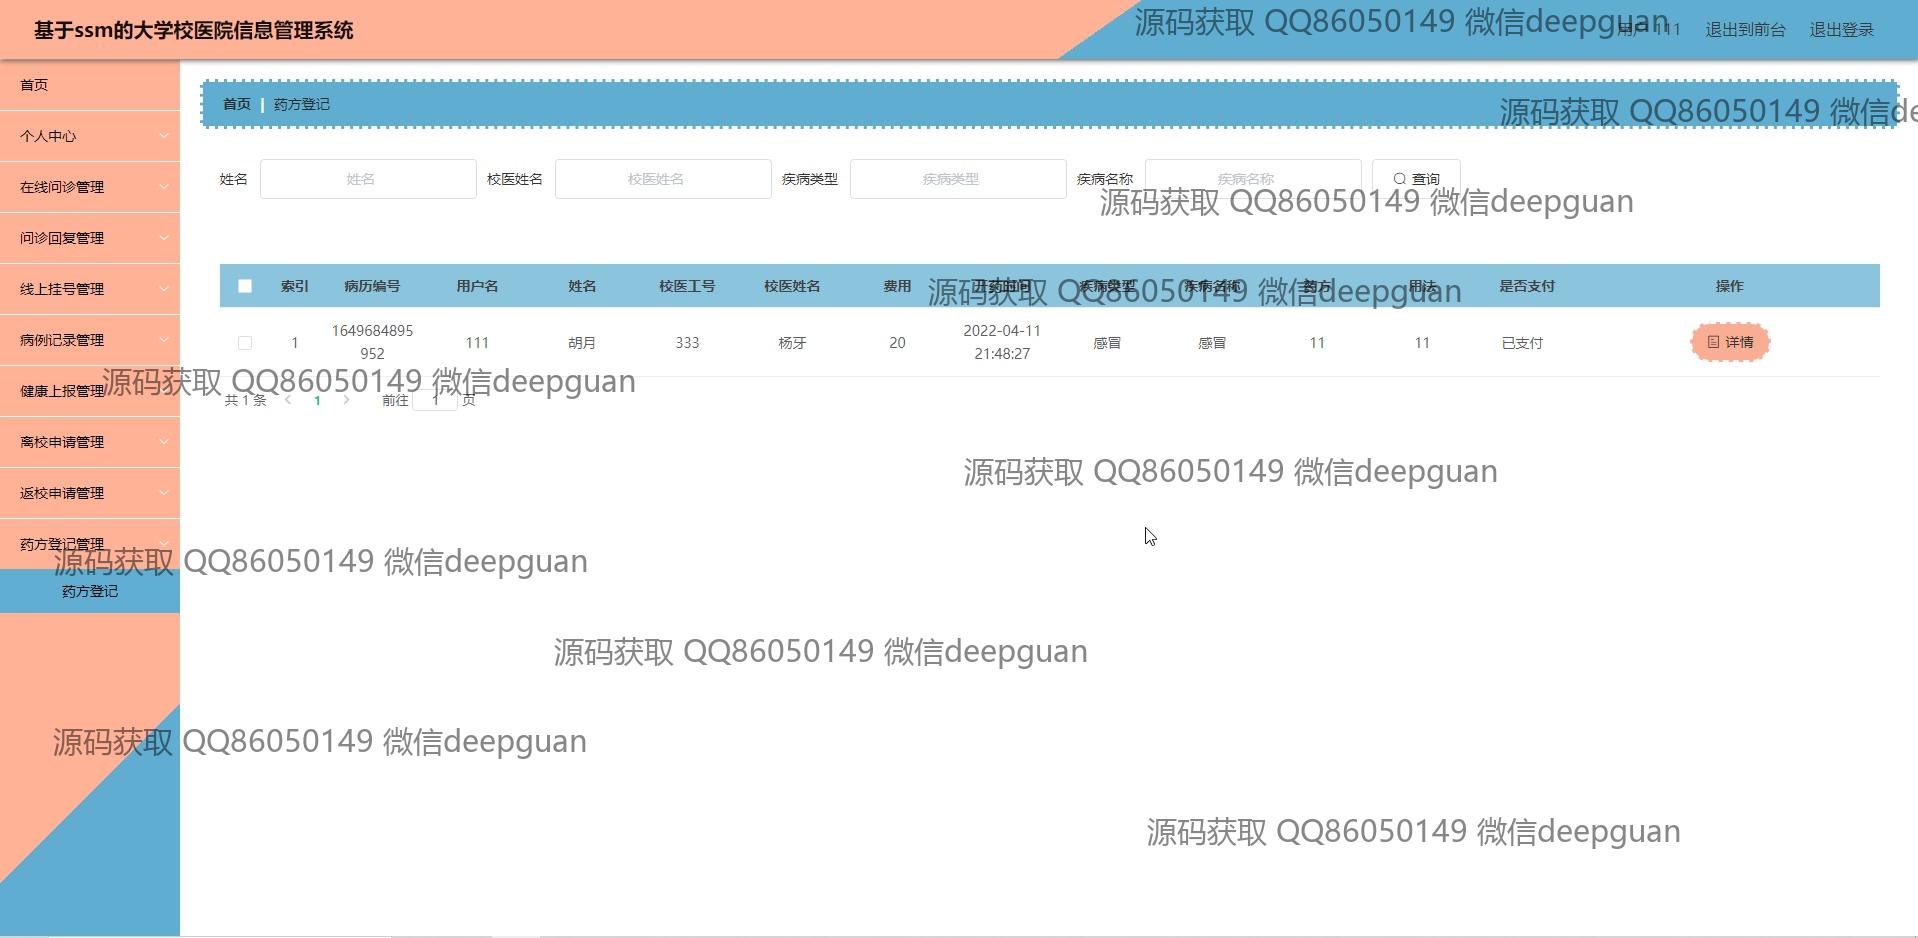 基于ssm的大学校医院信息管理系统
源码获取 QQ86050149 微信deepguan
用户 111 退出到前台 退出登录
首页
个人中心
在线问诊管理
问诊回复管理
线上挂号管理
病例记录管理
健康上报管理
离校申请管理
返校申请管理
药方登记管理
药方登记
首页 | 药方登记
源码获取 QQ86050149 微信de
姓名 姓名 校医姓名 校医姓名 疾病类型 疾病类型 疾病名称 疾病名称 查询
源码获取 QQ86050149 微信deepguan
索引 病历编号 用户名 姓名 校医工号 校医姓名 费用 开药时间 疾病类型 疾病名称 药方 用法 是否支付 操作
源码获取 QQ86050149 微信deepguan
1 1649684895952 111 胡月 333 杨牙 20 2022-04-11 21:48:27 感冒 感冒 11 11 已支付 详情
源码获取 QQ86050149 微信deepguan
共 1 条 1 前往 1 页
源码获取 QQ86050149 微信deepguan
源码获取 QQ86050149 微信deepguan
源码获取 QQ86050149 微信deepguan
源码获取 QQ86050149 微信deepguan
源码获取 QQ86050149 微信deepguan